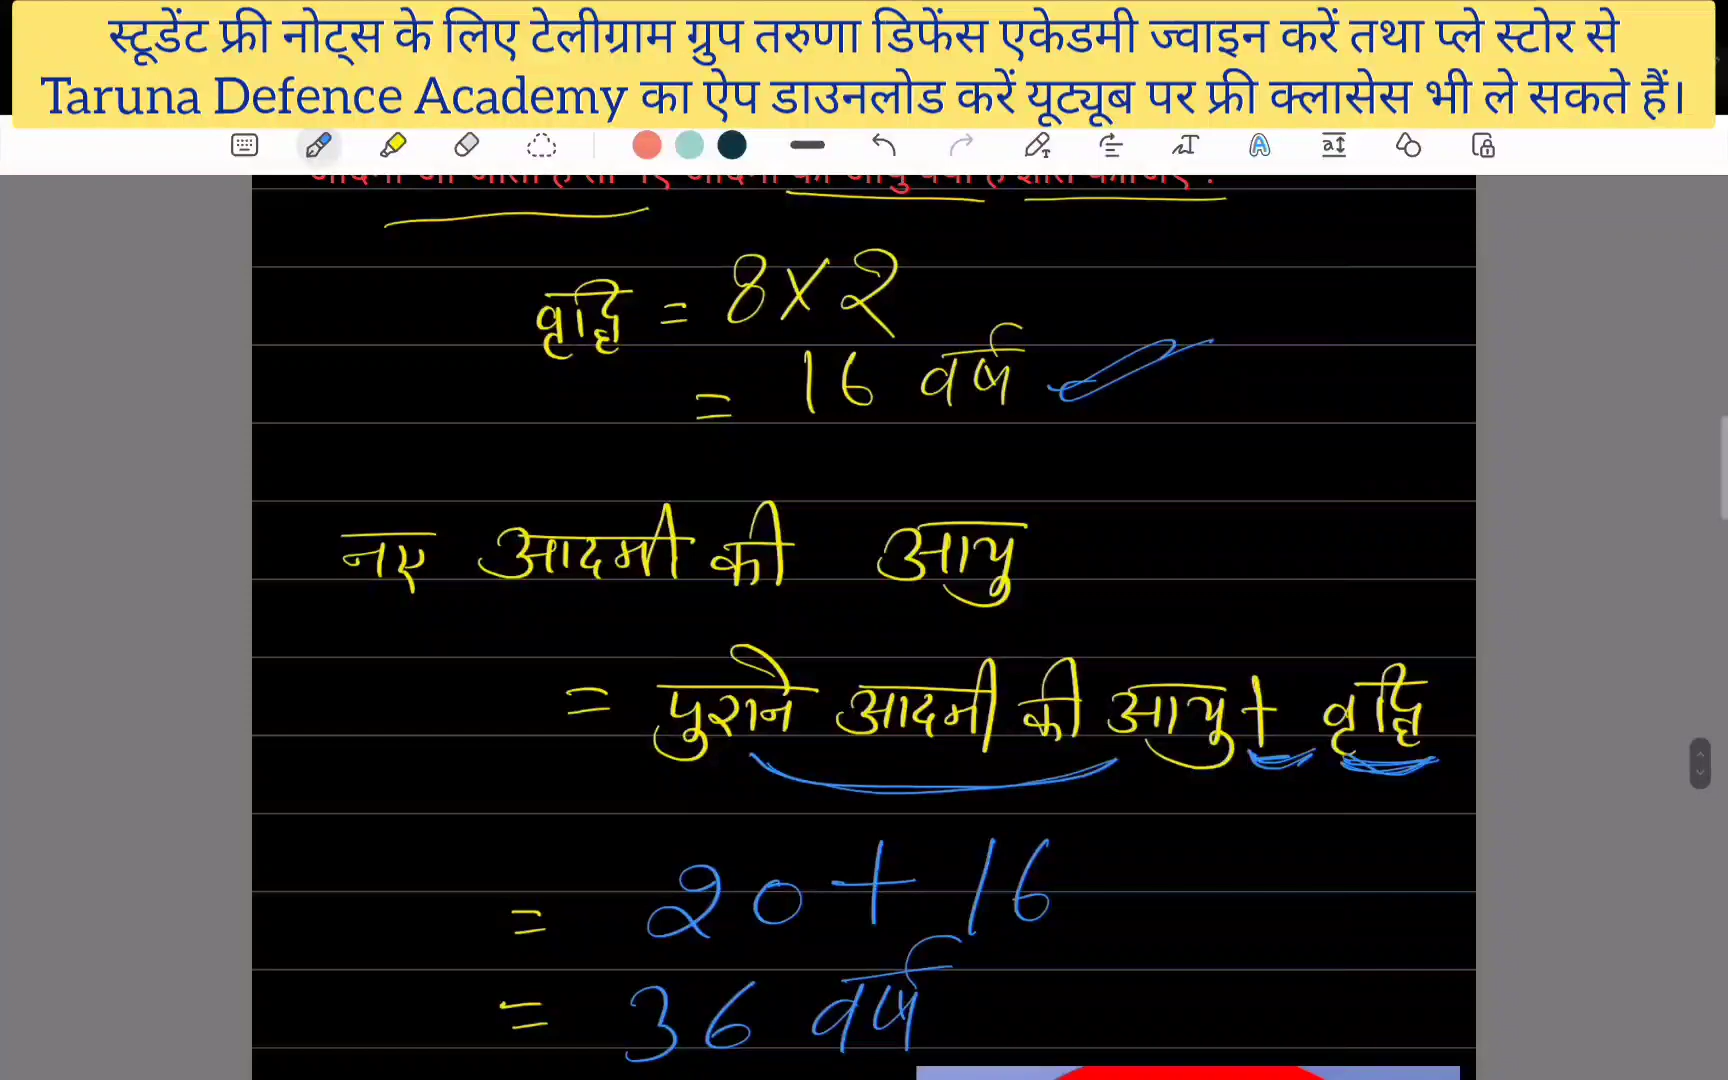 स्टूडेंट फ्री नोट्स के लिए टेलीग्राम ग्रुप तरुणा डिफेंस एकेडमी ज्वाइन करें तथा प्ले स्टोर से
Taruna Defence Academy का ऐप डाउनलोड करें यूट्यूब पर फ्री क्लासेस भी ले सकते हैं।
वृद्धि = 8 × 2
= 16 वर्ष
नए आदमी की आयु
= पुराने आदमी की आयु + वृद्धि
= 20 + 16
= 36 वर्ष